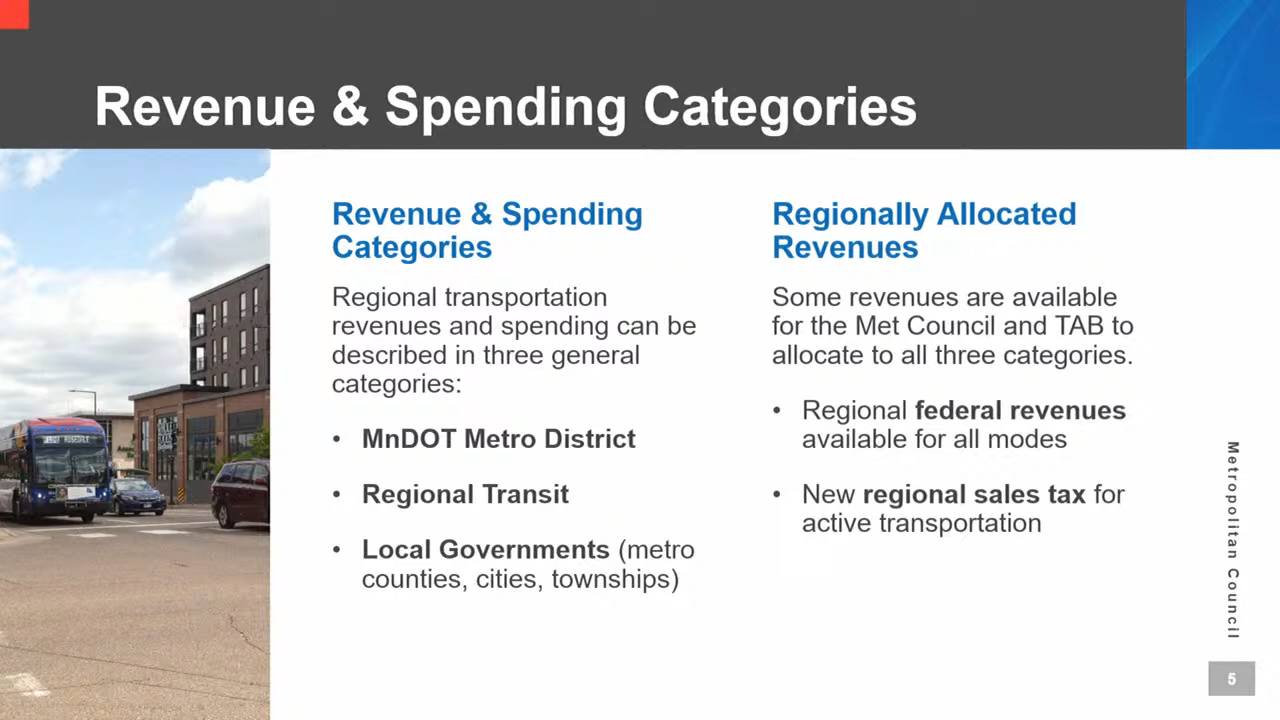 Revenue & Spending Categories
Revenue & Spending
Categories
Regional transportation
revenues and spending can be
described in three general
categories:
• MnDOT Metro District
• Regional Transit
• Local Governments (metro
counties, cities, townships)
Regionally Allocated
Revenues
Some revenues are available
for the Met Council and TAB to
allocate to all three categories.
• Regional federal revenues
available for all modes
• New regional sales tax for
active transportation
Metropolitan Council
5